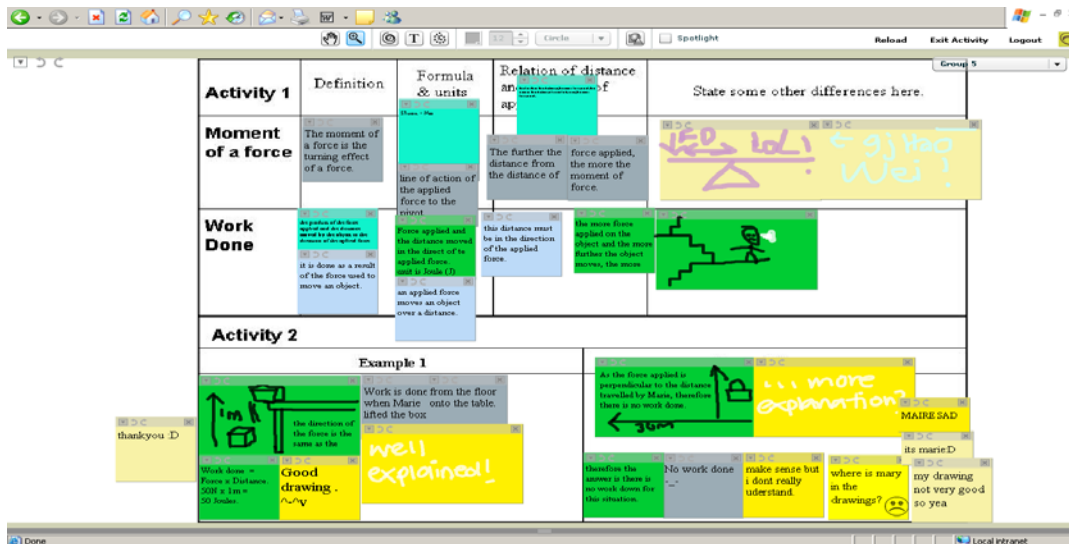 T
12
Circle
Spotlight
Reload
Exit Activity
Logout
Group 5
Activity 1
Definition
Formula
& units
Relation of distance
an
of
ap
State some other differences here.
Moment
of a force
The moment of
a force is the
turning effect
of a force.
line of action of
the applied
force to the
pivot
The further the
distance from
the distance of
force applied,
the more the
moment of
force.
LOL!
gj Hao
Wei !
Work
Done
it is done as a result
of the force used to
move an object.
Force applied and
the distance moved
in the direct of te
applied force.
unit is Joule (J)
an applied force
moves an object
over a distance.
this distance must
be in the direction
of the applied
force.
the more force
applied on the
object and the more
further the object
moves, the more
Activity 2
Example 1
thankyou :D
1m
the direction of
the force is the
same as the
Work is done from the floor
when Marie onto the table.
lifted the box
well
explained!
Work done =
Force x Distance.
50N x 1m=
50 Joules.
Good
drawing .
^-^v
As the force applied is
perpendicular to the distance
travelled by Marie, therefore
there is no work done.
30m
... more
explanation?
MAIRE SAD
its marie:D
therefore the
answer is there is
no work down for
this situation.
No work done
'_'
make sense but
i dont really
uderstand.
where is mary
in the
drawings?
my drawing
not very good
so yea
Done
Local intranet